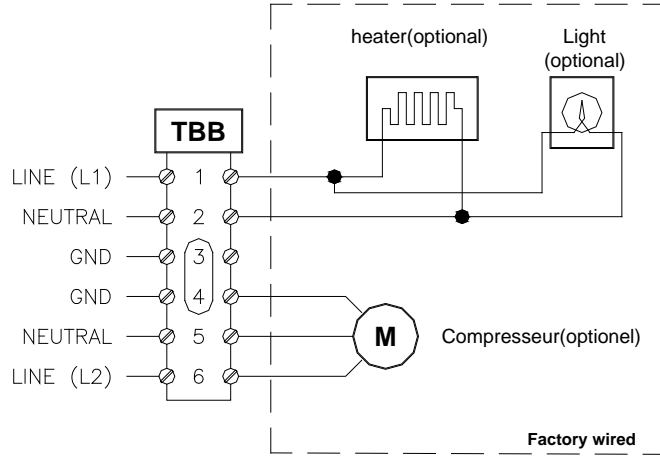 heater(optional)
Light
(optional)
TBB
LINE (L1) 1
NEUTRAL 2
GND 3
GND 4
NEUTRAL 5
LINE (L2) 6
M
Compresseur(optionel)
Factory wired